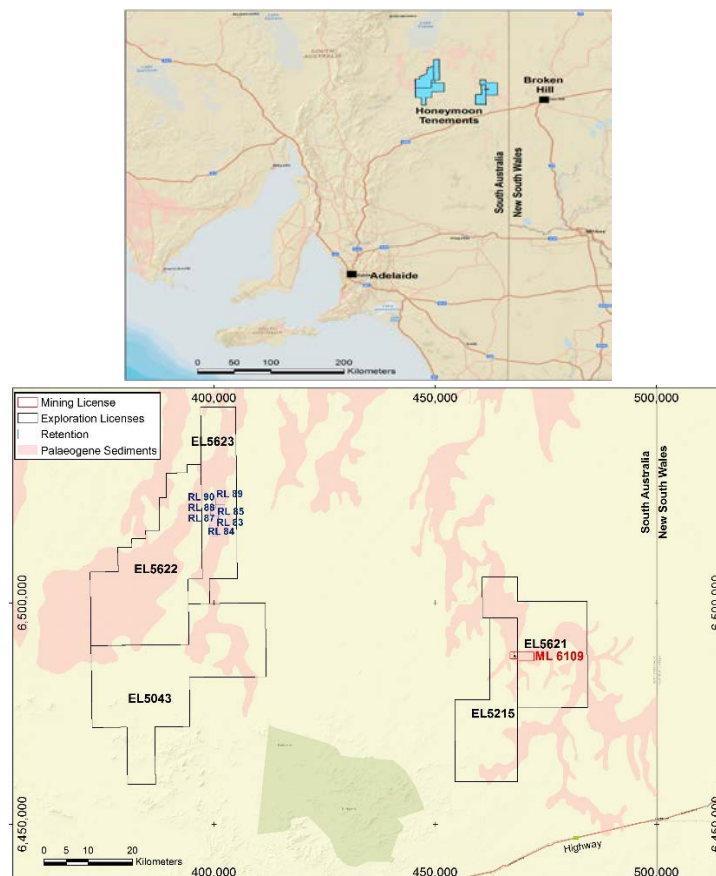 SOUTH
AUSTRALIA
Broken
Hill
Honeymoon
Tenements
South Australia
New South Wales
Adelaide
0 50 100 200
Kilometers
400,000 450,000 500,000
Mining License
Exploration Licenses
Retention
Palaeogene Sediments
EL5623
RL 90 RL 89
RL 88 RL 85
RL 87 RL 83
RL 84
South Australia
New South Wales
EL5622
6,500,000 6,500,000
EL5621
ML 6109
EL5043
EL5215
6,450,000 6,450,000
Highway
0 5 10 20
Kilometers
400,000 450,000 500,000